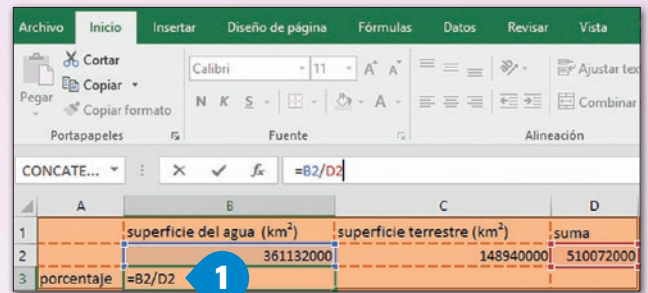 Archivo Inicio Insertar Diseño de página Fórmulas Datos Revisar Vista
Cortar
Copiar
Copiar formato
Pegar
Calibri 11 A A Ajustar tex
N K S A Combinar
Portapapeles Fuente Alineación
CONCATE... fx =B2/D2
A B C D
1 superficie del agua (km²) superficie terrestre (km²) suma
2 361132000 148940000 510072000
3 porcentaje =B2/D2 1